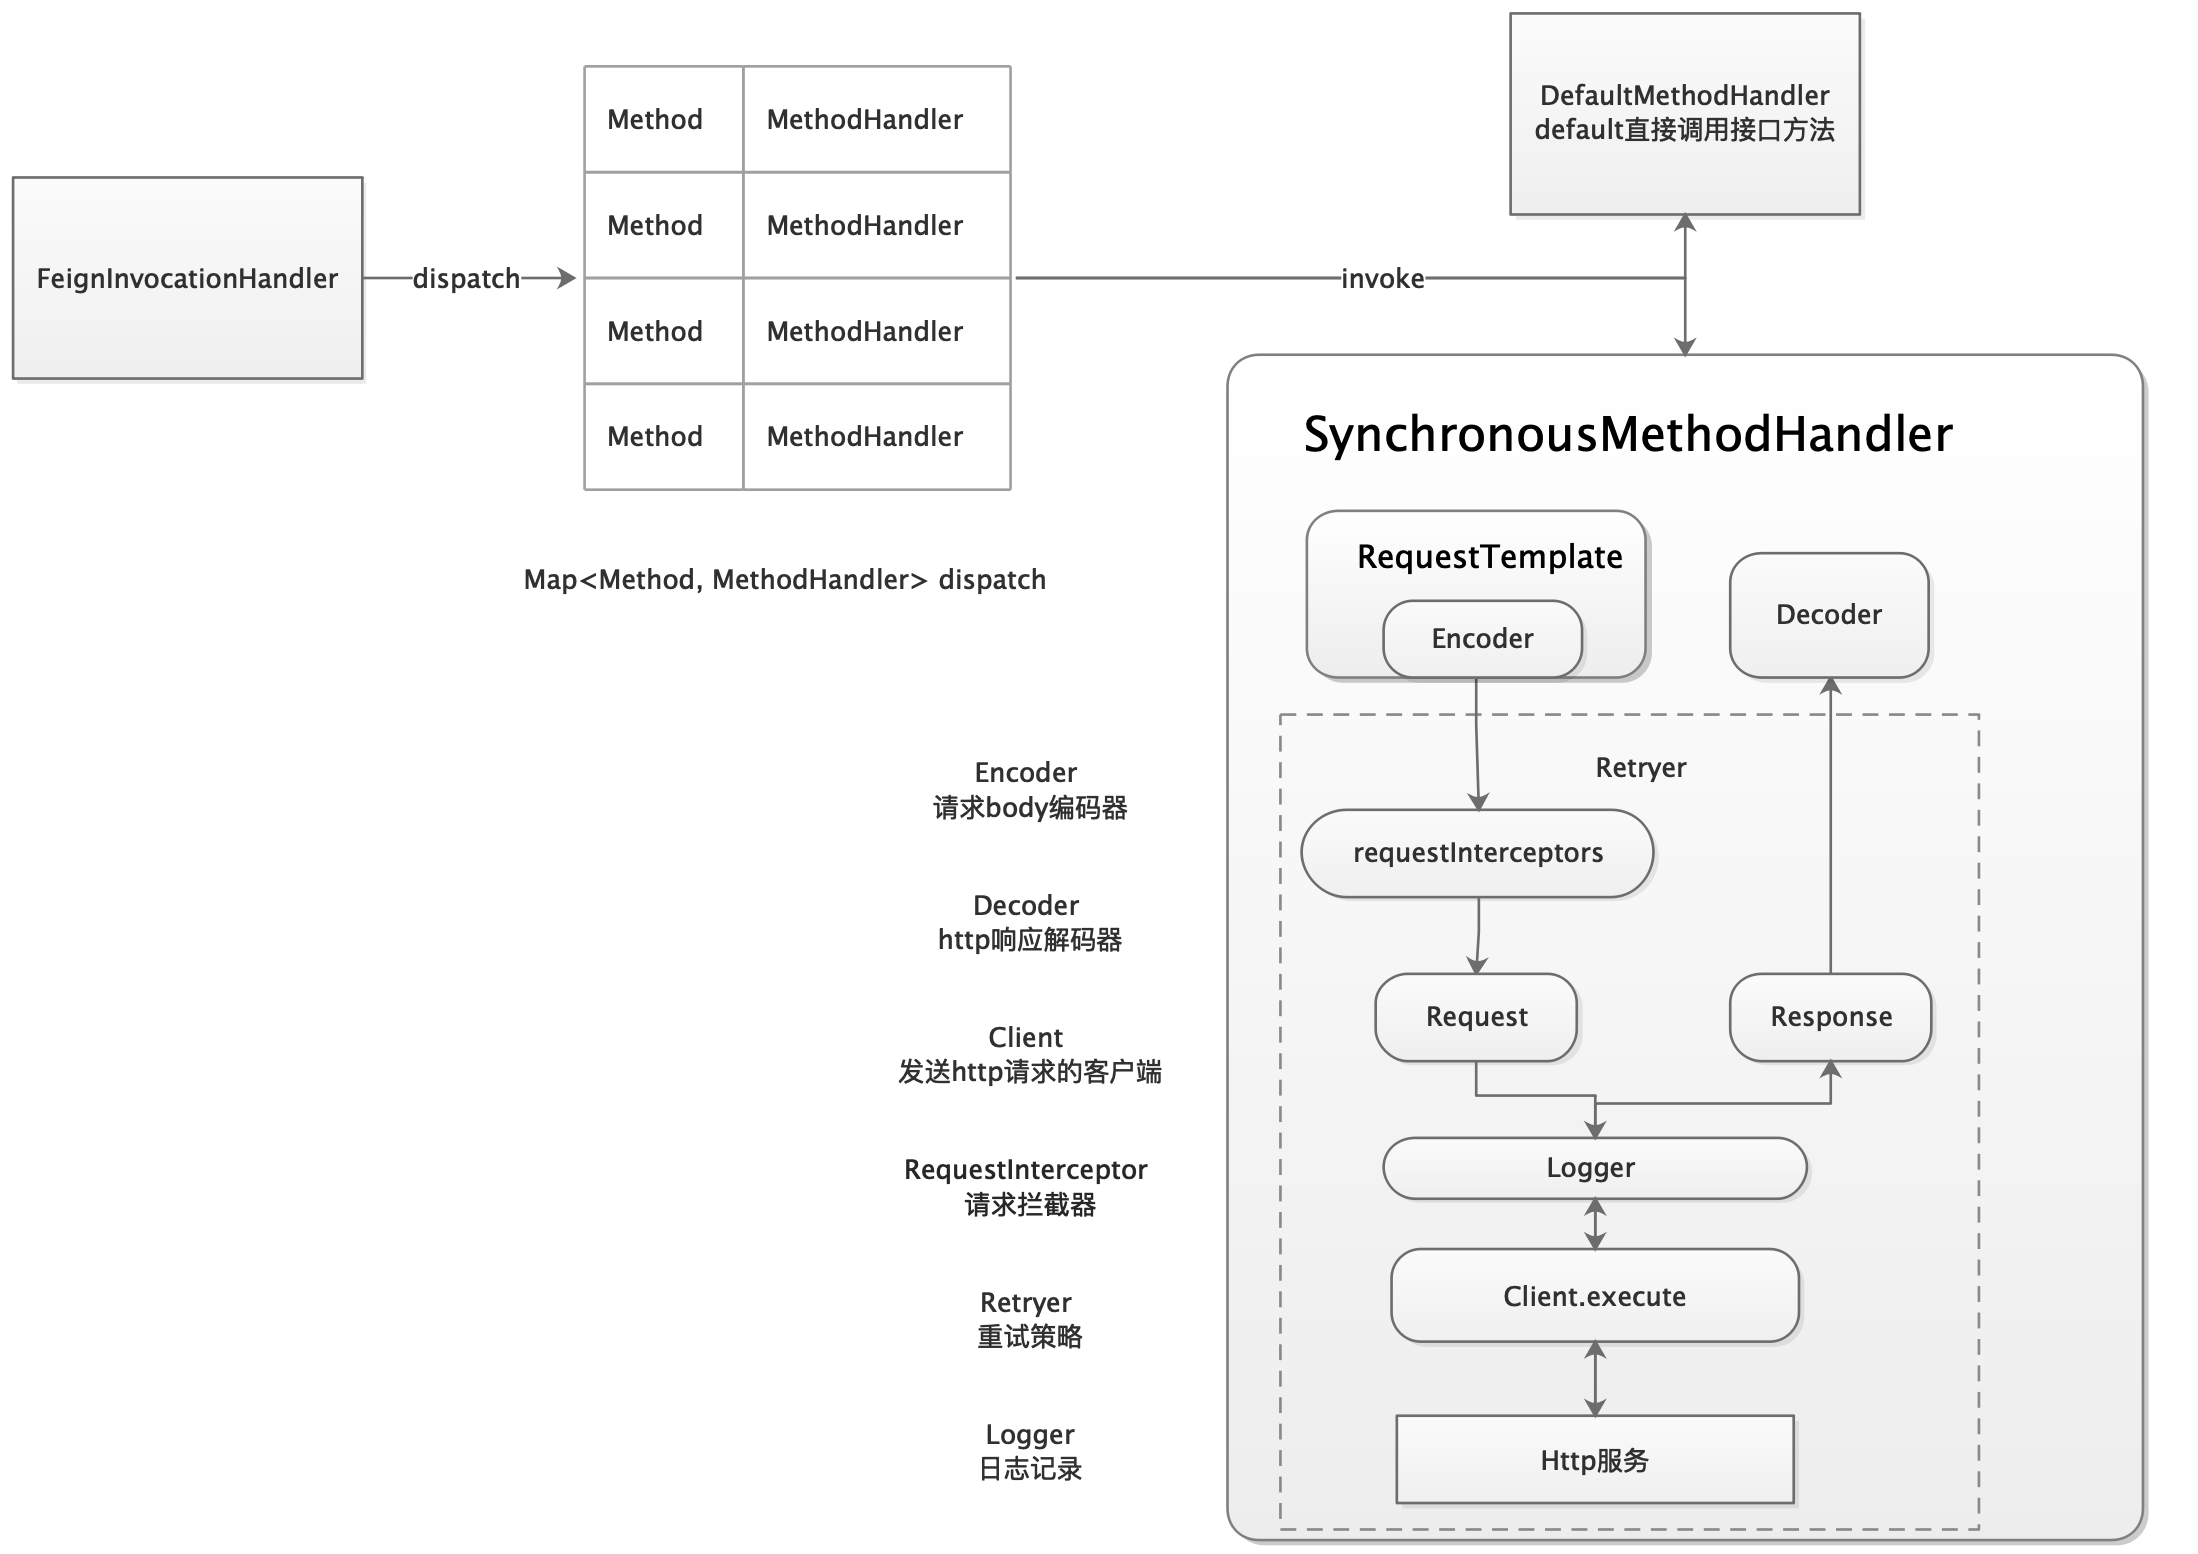 FeignInvocationHandler
dispatch
Method
MethodHandler
Method
MethodHandler
Method
MethodHandler
Method
MethodHandler
Map<Method, MethodHandler> dispatch
invoke
DefaultMethodHandler
default直接调用接口方法
SynchronousMethodHandler
RequestTemplate
Encoder
Decoder
Retryer
requestInterceptors
Request
Response
Logger
Client.execute
Http服务
Encoder
请求body编码器
Decoder
http响应解码器
Client
发送http请求的客户端
RequestInterceptor
请求拦截器
Retryer
重试策略
Logger
日志记录